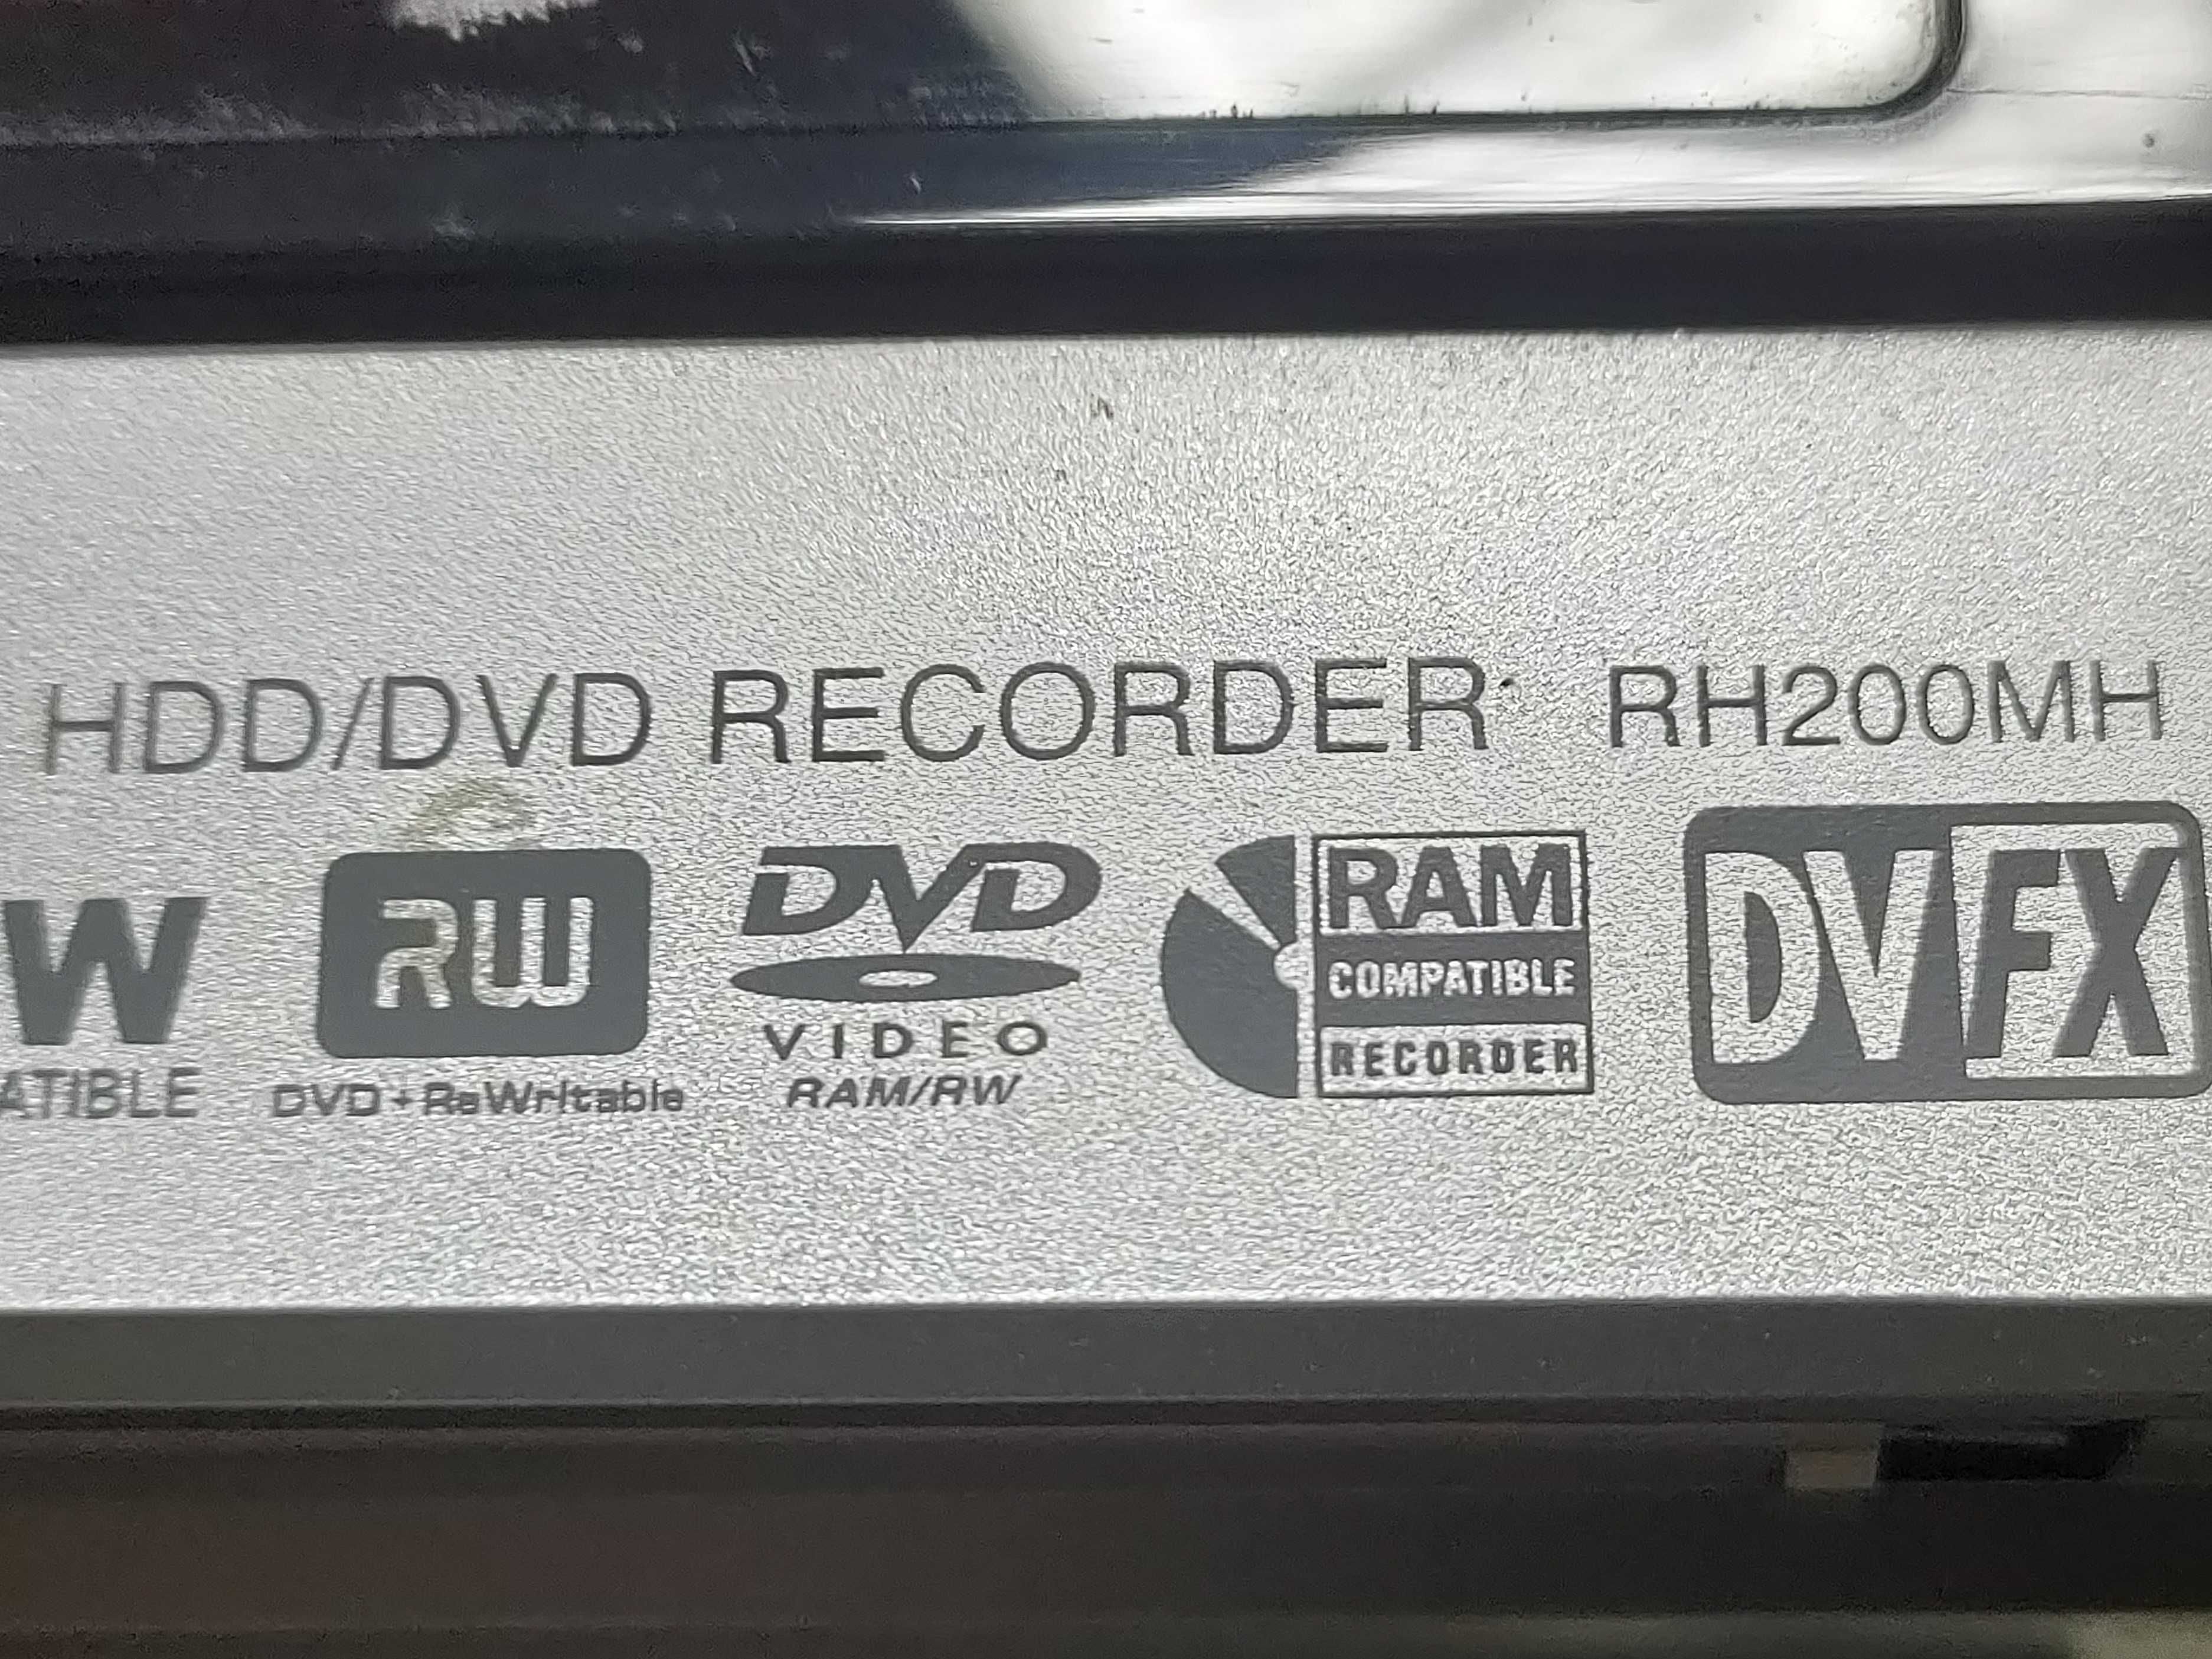 HDD/DVD RECORDER RH200MH
W
ATIBLE
RW
DVD+ReWritable
DVD
VIDEO
RAM/RW
RAM
COMPATIBLE
RECORDER
DVFX